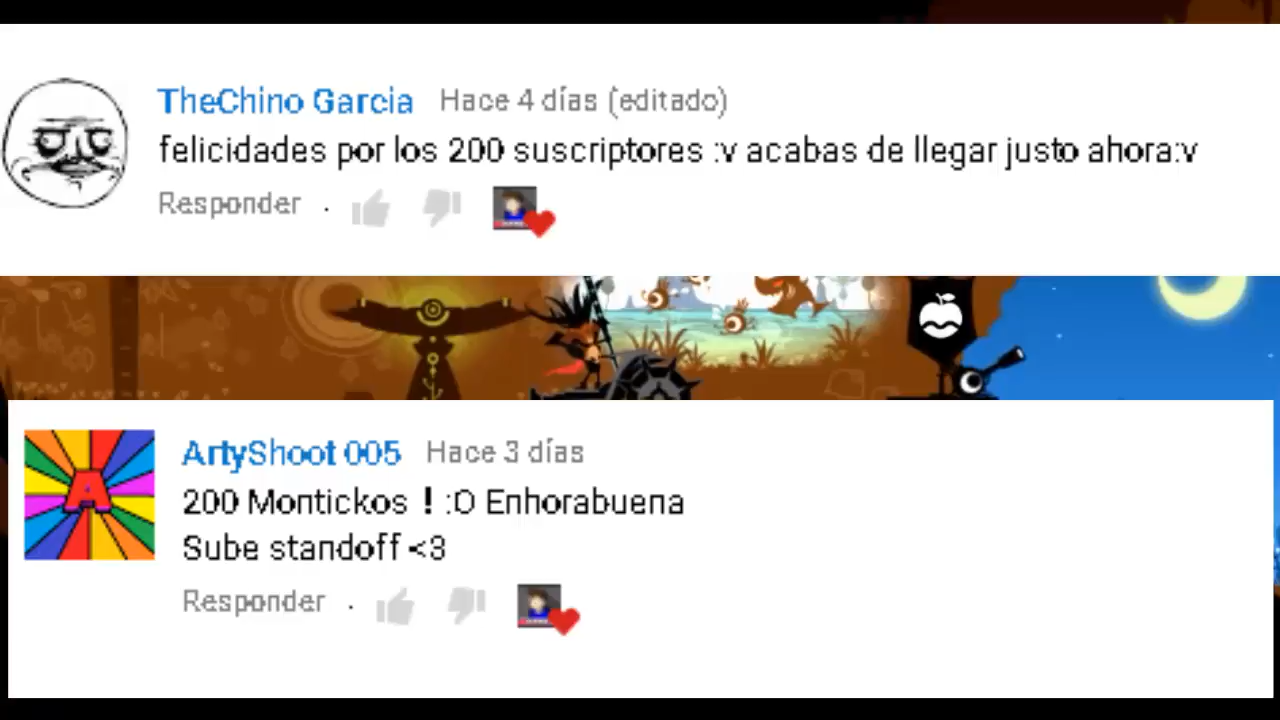 TheChino Garcia Hace 4 días (editado)
felicidades por los 200 suscriptores :v acabas de llegar justo ahora:v
Responder .
A
ArtyShoot 005 Hace 3 días
200 Montickos ! :O Enhorabuena
Sube standoff <3
Responder .